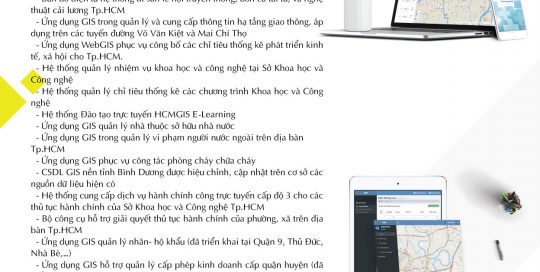 thuật cải lương Tp.HCM
- Ứng dụng GIS trong quản lý và cung cấp thông tin hạ tầng giao thông, áp
dụng trên các tuyến đường Võ Văn Kiệt và Mai Chí Thọ
- Ứng dụng WebGIS phục vụ công bố các chỉ tiêu thống kê phát triển kinh
tế, xã hội cho Tp.HCM.
- Hệ thống quản lý nhiệm vụ khoa học và công nghệ tại Sở Khoa học và
Công nghệ
- Hệ thống quản lý chỉ tiêu thống kê các chương trình Khoa học và Công
nghệ
- Hệ thống Đào tạo trực tuyến HCMGIS E-Learning
- Ứng dụng GIS quản lý nhà thuộc sở hữu nhà nước
- Ứng dụng GIS trong quản lý vi phạm người nước ngoài trên địa bàn
Tp.HCM
- Ứng dụng GIS phục vụ công tác phòng cháy chữa cháy
- CSDL GIS nền tỉnh Bình Dương được hiệu chỉnh, cập nhật trên cơ sở các
nguồn dữ liệu hiện có
- Hệ thống cung cấp dịch vụ hành chính công trực tuyến cấp độ 3 cho các
thủ tục hành chính của Sở Khoa học và Công nghệ Tp.HCM
- Bộ công cụ hỗ trợ giải quyết thủ tục hành chính của phường, xã trên địa
bàn Tp.HCM
- Ứng dụng GIS quản lý nhân- hộ khẩu (đã triển khai tại Quận 9, Thủ Đức,
Nhà Bè,...)
- Ứng dụng GIS hỗ trợ quản lý cấp phép kinh doanh cấp quận huyện (đã